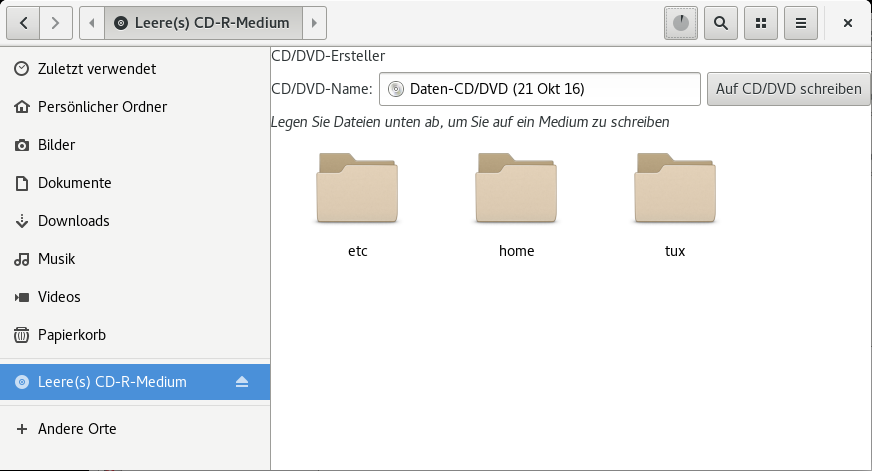 Leere(s) CD-R-Medium
Zuletzt verwendet
Persönlicher Ordner
Bilder
Dokumente
Downloads
Musik
Videos
Papierkorb
Leere(s) CD-R-Medium
Andere Orte
CD/DVD-Ersteller
CD/DVD-Name: Daten-CD/DVD (21 Okt 16) Auf CD/DVD schreiben
Legen Sie Dateien unten ab, um Sie auf ein Medium zu schreiben
etc home tux